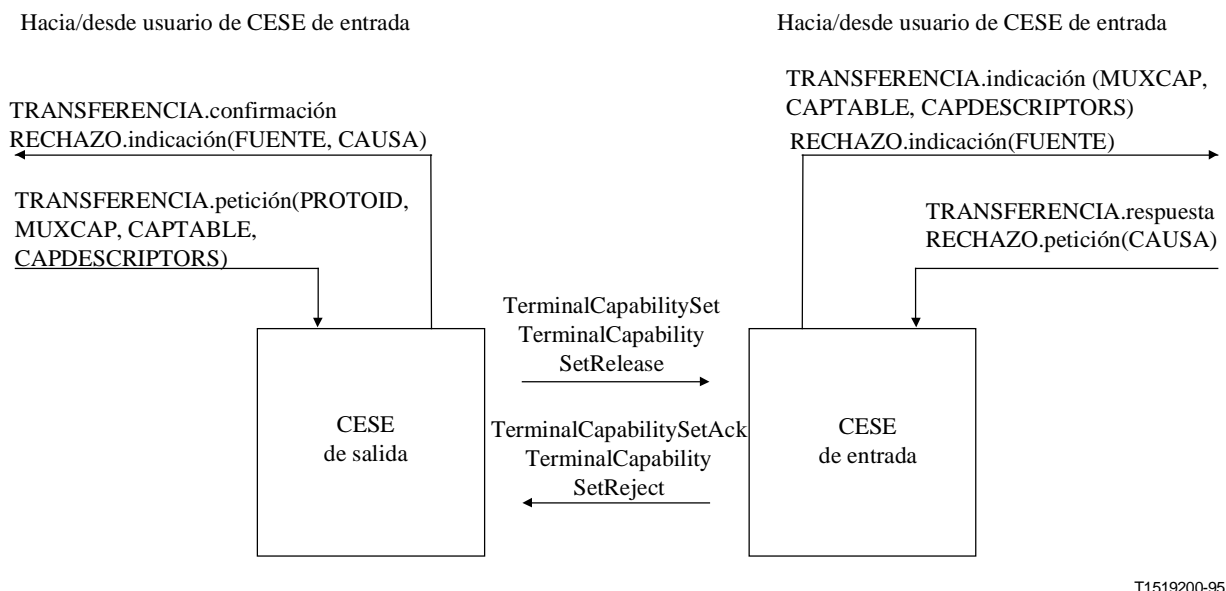 Hacia/desde usuario de CESE de entrada
Hacia/desde usuario de CESE de entrada
TRANSFERENCIA.confirmación
RECHAZO.indicación(FUENTE, CAUSA)
TRANSFERENCIA.petición(PROTOID,
MUXCAP, CAPTABLE,
CAPDESCRIPTORS)
TRANSFERENCIA.indicación (MUXCAP,
CAPTABLE, CAPDESCRIPTORS)
RECHAZO.indicación(FUENTE)
TRANSFERENCIA.respuesta
RECHAZO.petición(CAUSA)
TerminalCapabilitySet
TerminalCapability
SetRelease
CESE
de salida
TerminalCapabilitySetAck
TerminalCapability
SetReject
CESE
de entrada
T1519200-95